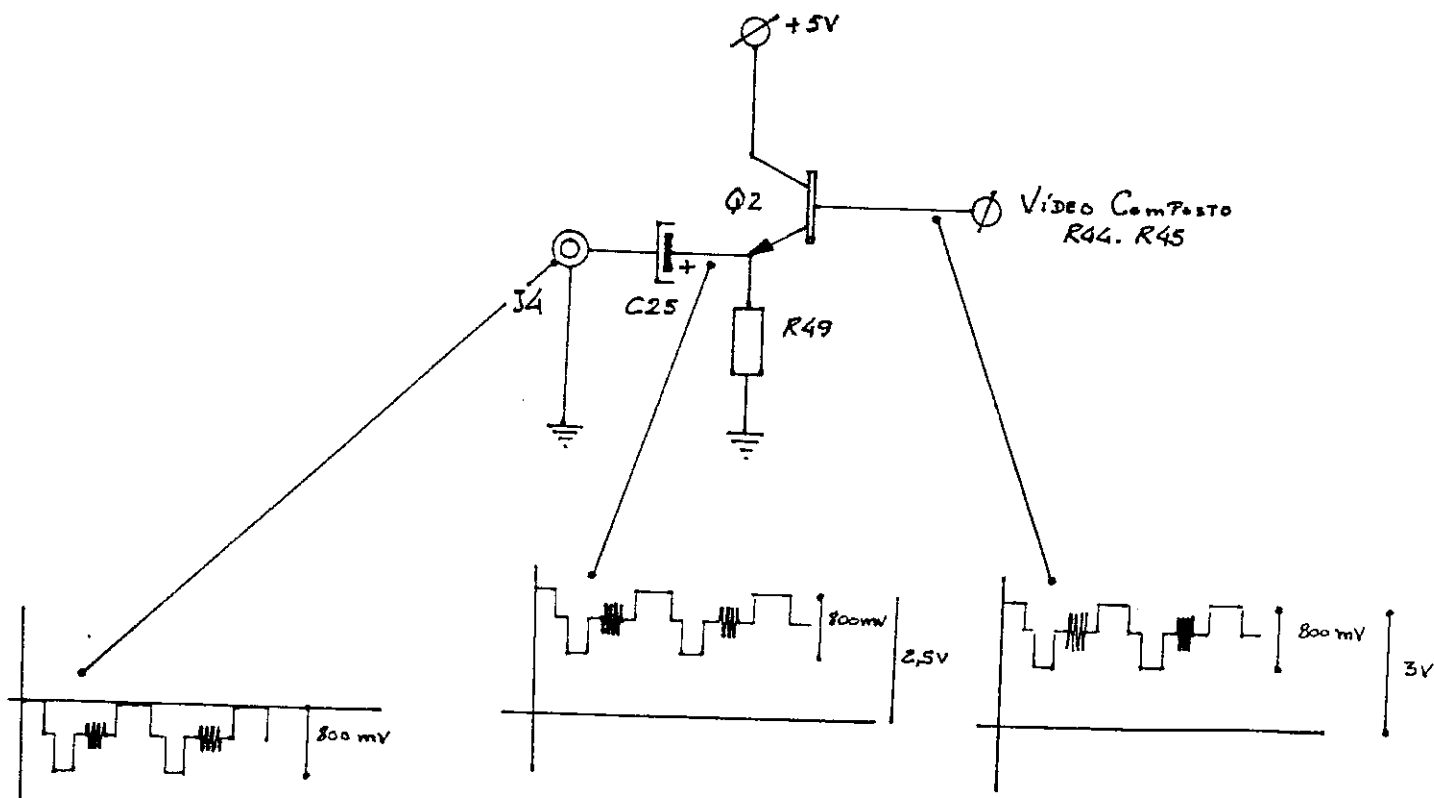 +5V
Q2
VíDEO ComPosTO
R44. R45
J4
C25
+
R49
800mV
2,5V
800 mV
3V
800 mV